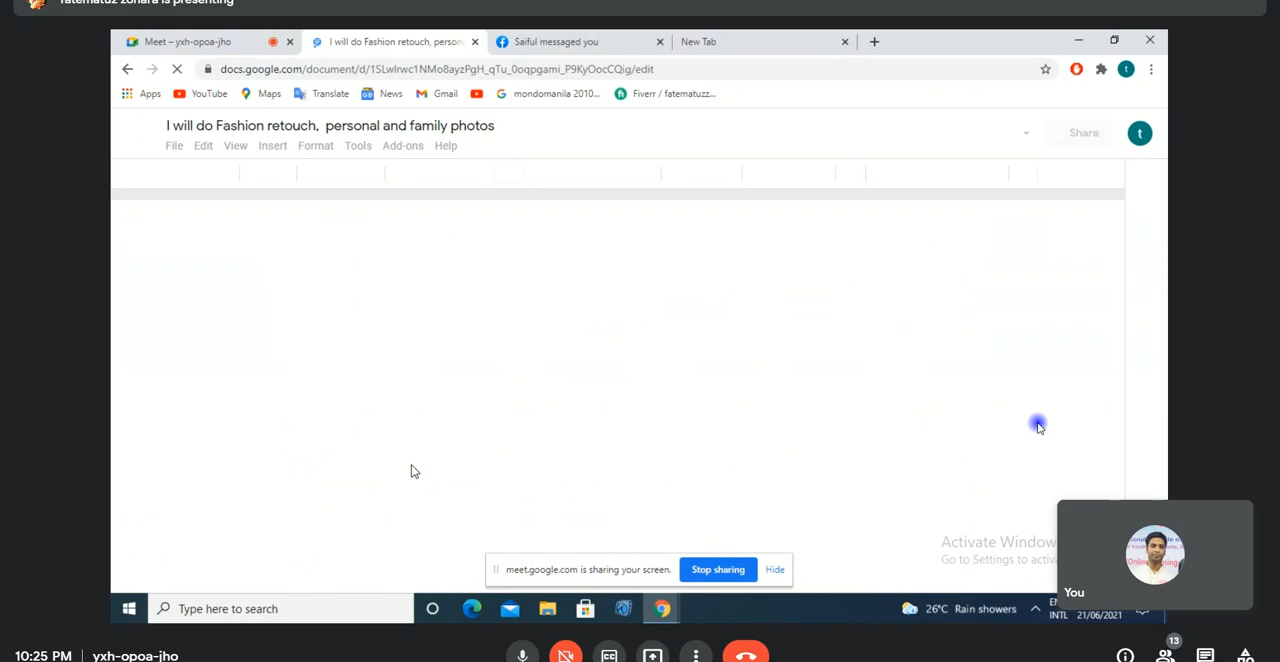 fatematuz zohara is presenting
Meet – yxh-opoa-jho
I will do Fashion retouch, person
Saiful messaged you
New Tab
docs.google.com/document/d/1SLwIrwc1NMo8ayzPgH_qTu_0oqpgami_P9KyOocCQig/edit
Apps
YouTube
Maps
Translate
News
Gmail
mondomanila 2010...
Fiverr / fatematuzz...
I will do Fashion retouch, personal and family photos
File Edit View Insert Format Tools Add-ons Help
Share
t
Activate Window
Go to Settings to activ
meet.google.com is sharing your screen.
Stop sharing
Hide
You
Type here to search
26°C Rain showers
INTL
21/06/2021
13
10:25 PM | yxh-opoa-jho